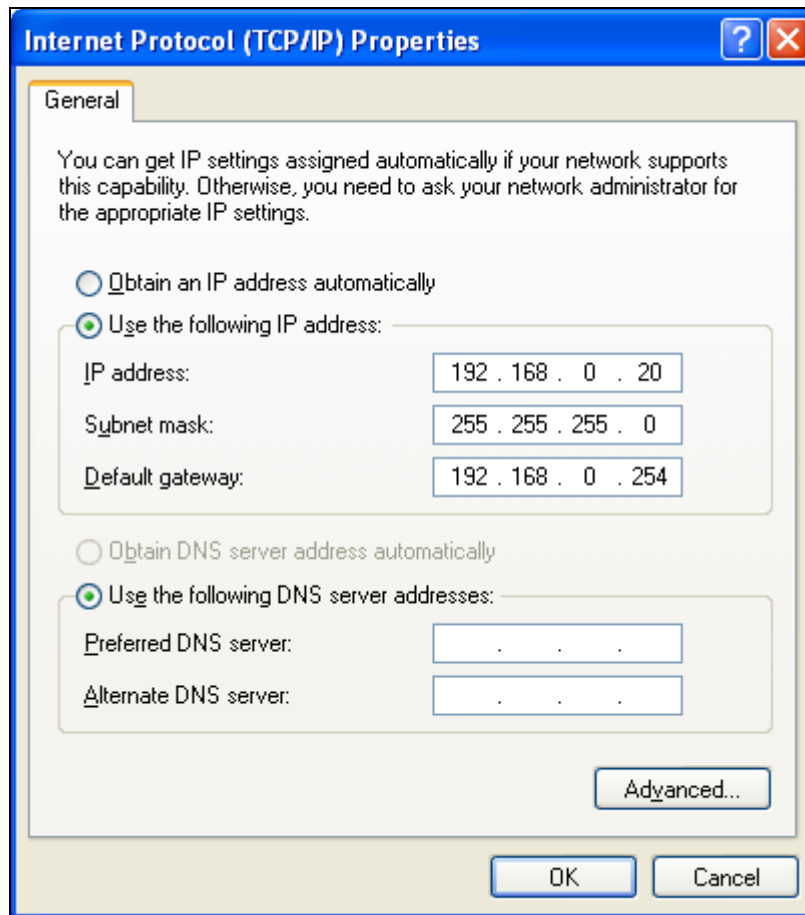 Internet Protocol (TCP/IP) Properties
?
General
You can get IP settings assigned automatically if your network supports
this capability. Otherwise, you need to ask your network administrator for
the appropriate IP settings.
Obtain an IP address automatically
Use the following IP address:
IP address: 192 . 168 . 0 . 20
Subnet mask: 255 . 255 . 255 . 0
Default gateway: 192 . 168 . 0 . 254
Obtain DNS server address automatically
Use the following DNS server addresses:
Preferred DNS server: . . .
Alternate DNS server: . . .
Advanced...
OK Cancel